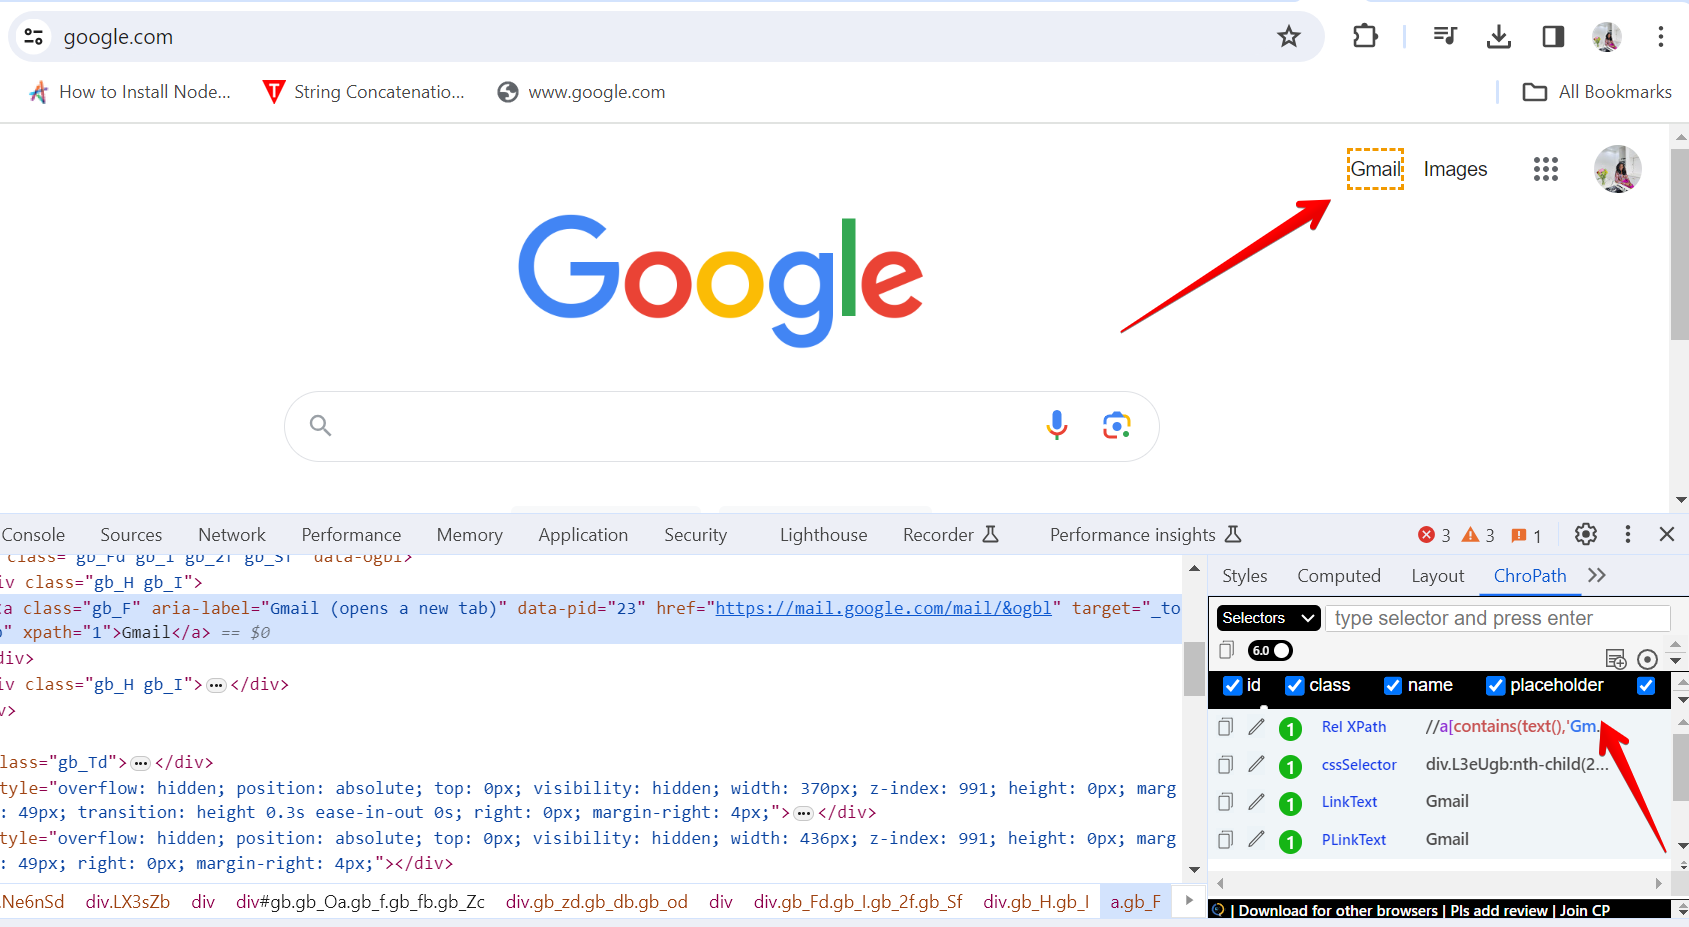 google.com
How to Install Node... String Concatenatio... www.google.com All Bookmarks
Gmail Images
Google
Console Sources Network Performance Memory Application Security Lighthouse Recorder Performance insights 3 3 1
class="gb_Fd gb_I gb_2f gb_Sf" data-ogbl>
iv class="gb_H gb_I">
a class="gb_F" aria-label="Gmail (opens a new tab)" data-pid="23" href="https://mail.google.com/mail/&ogbl" target="_to
" xpath="1">Gmail</a> == $0
div>
iv class="gb_H gb_I">…</div>
v>
lass="gb_Td">…</div>
tyle="overflow: hidden; position: absolute; top: 0px; visibility: hidden; width: 370px; z-index: 991; height: 0px; marg
: 49px; transition: height 0.3s ease-in-out 0s; right: 0px; margin-right: 4px;">…</div>
tyle="overflow: hidden; position: absolute; top: 0px; visibility: hidden; width: 436px; z-index: 991; height: 0px; marg
: 49px; right: 0px; margin-right: 4px;"></div>
.Ne6nSd div.LX3sZb div div#gb.gb_Oa.gb_f.gb_fb.gb_Zc div.gb_zd.gb_db.gb_od div div.gb_Fd.gb_I.gb_2f.gb_Sf div.gb_H.gb_I a.gb_F
Styles Computed Layout ChroPath
Selectors type selector and press enter
6.0
id class name placeholder
1 Rel XPath //a[contains(text(),'Gm...
1 cssSelector div.L3eUgb:nth-child(2...
1 LinkText Gmail
1 PLinkText Gmail
| Download for other browsers | Pls add review | Join CP